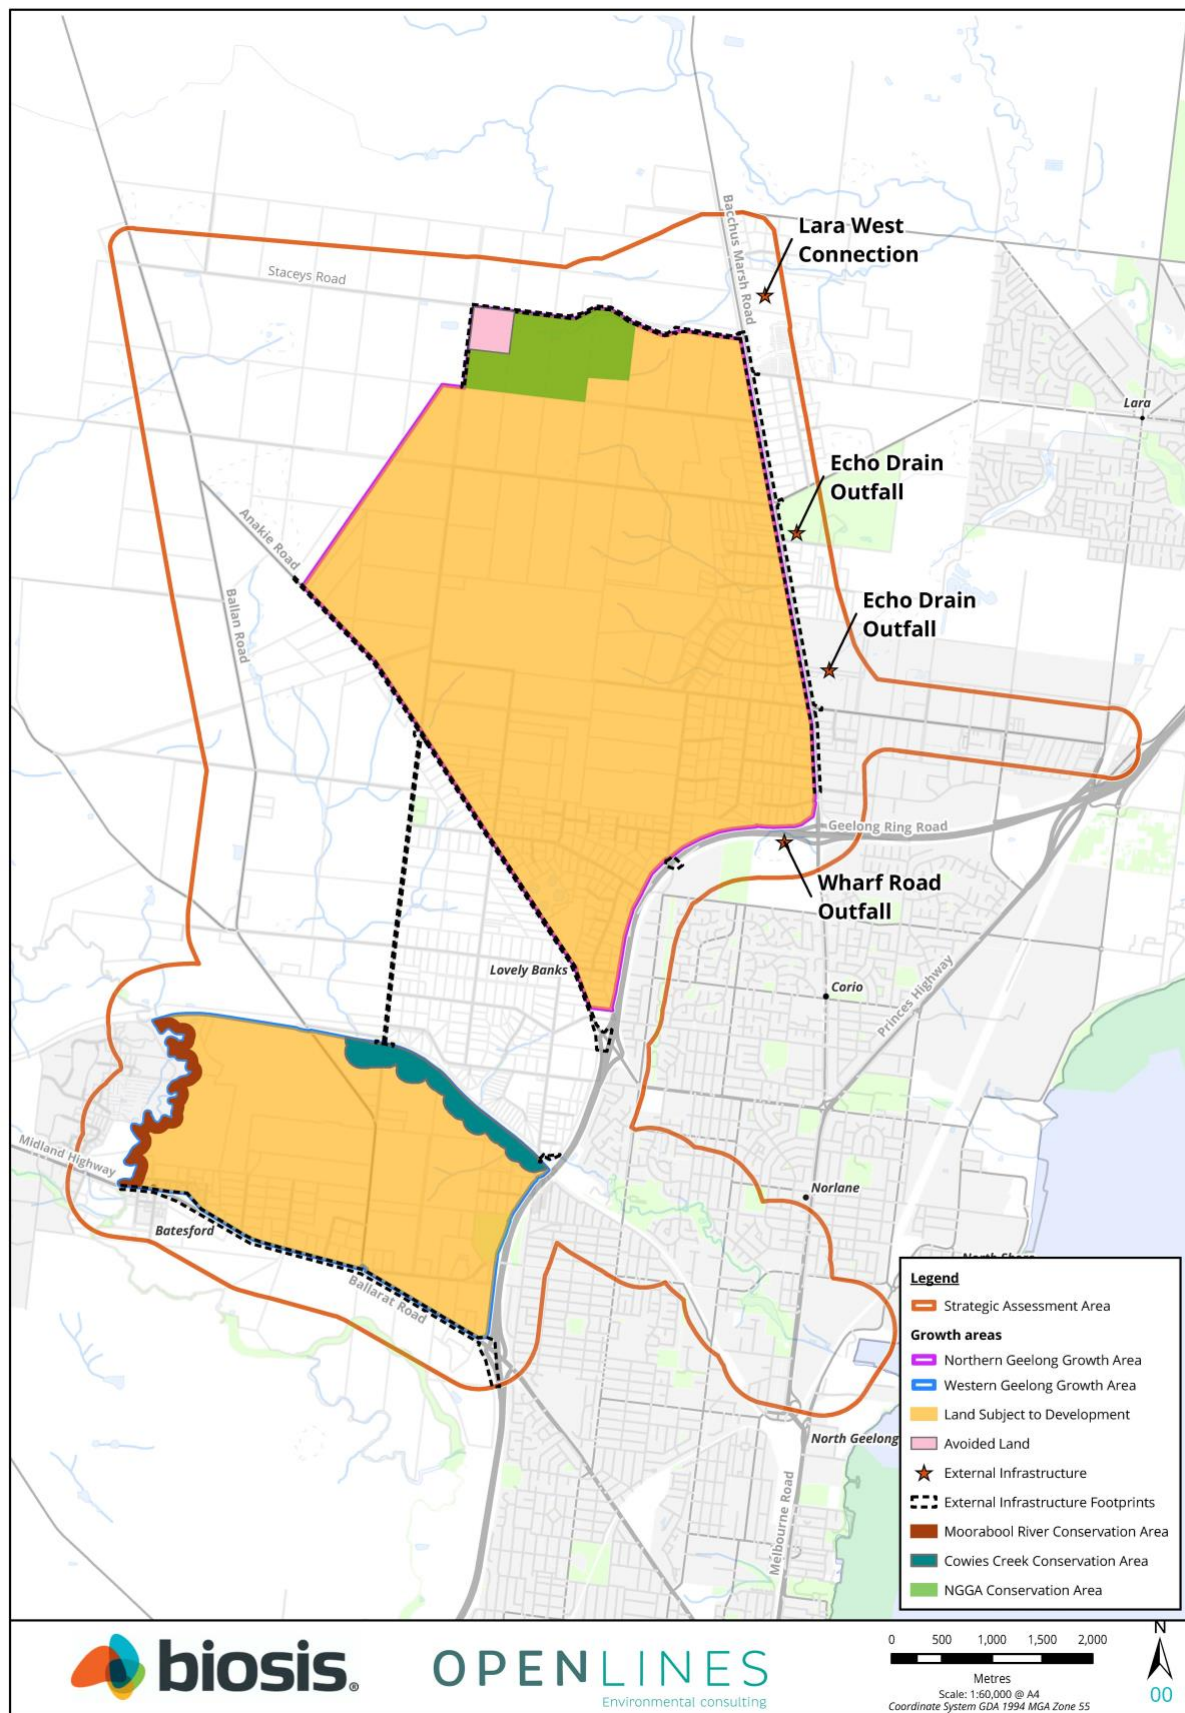 Lara West
Connection
Bacchus Marsh Road
Staceys Road
Lara
Echo Drain
Outfall
Anakie Road
Ballan Road
Echo Drain
Outfall
Geelong Ring Road
Wharf Road
Outfall
Lovely Banks
Corio
Princes Highway
Midland Highway
Norlane
Batesford
Ballarat Road
North Shore
North Geelong
Melbourne Road
Legend
Strategic Assessment Area
Growth areas
Northern Geelong Growth Area
Western Geelong Growth Area
Land Subject to Development
Avoided Land
External Infrastructure
External Infrastructure Footprints
Moorabool River Conservation Area
Cowies Creek Conservation Area
NGGA Conservation Area
biosis®
OPENLINES
Environmental consulting
0 500 1,000 1,500 2,000
Metres
Scale: 1:60,000 @ A4
Coordinate System GDA 1994 MGA Zone 55
N
00